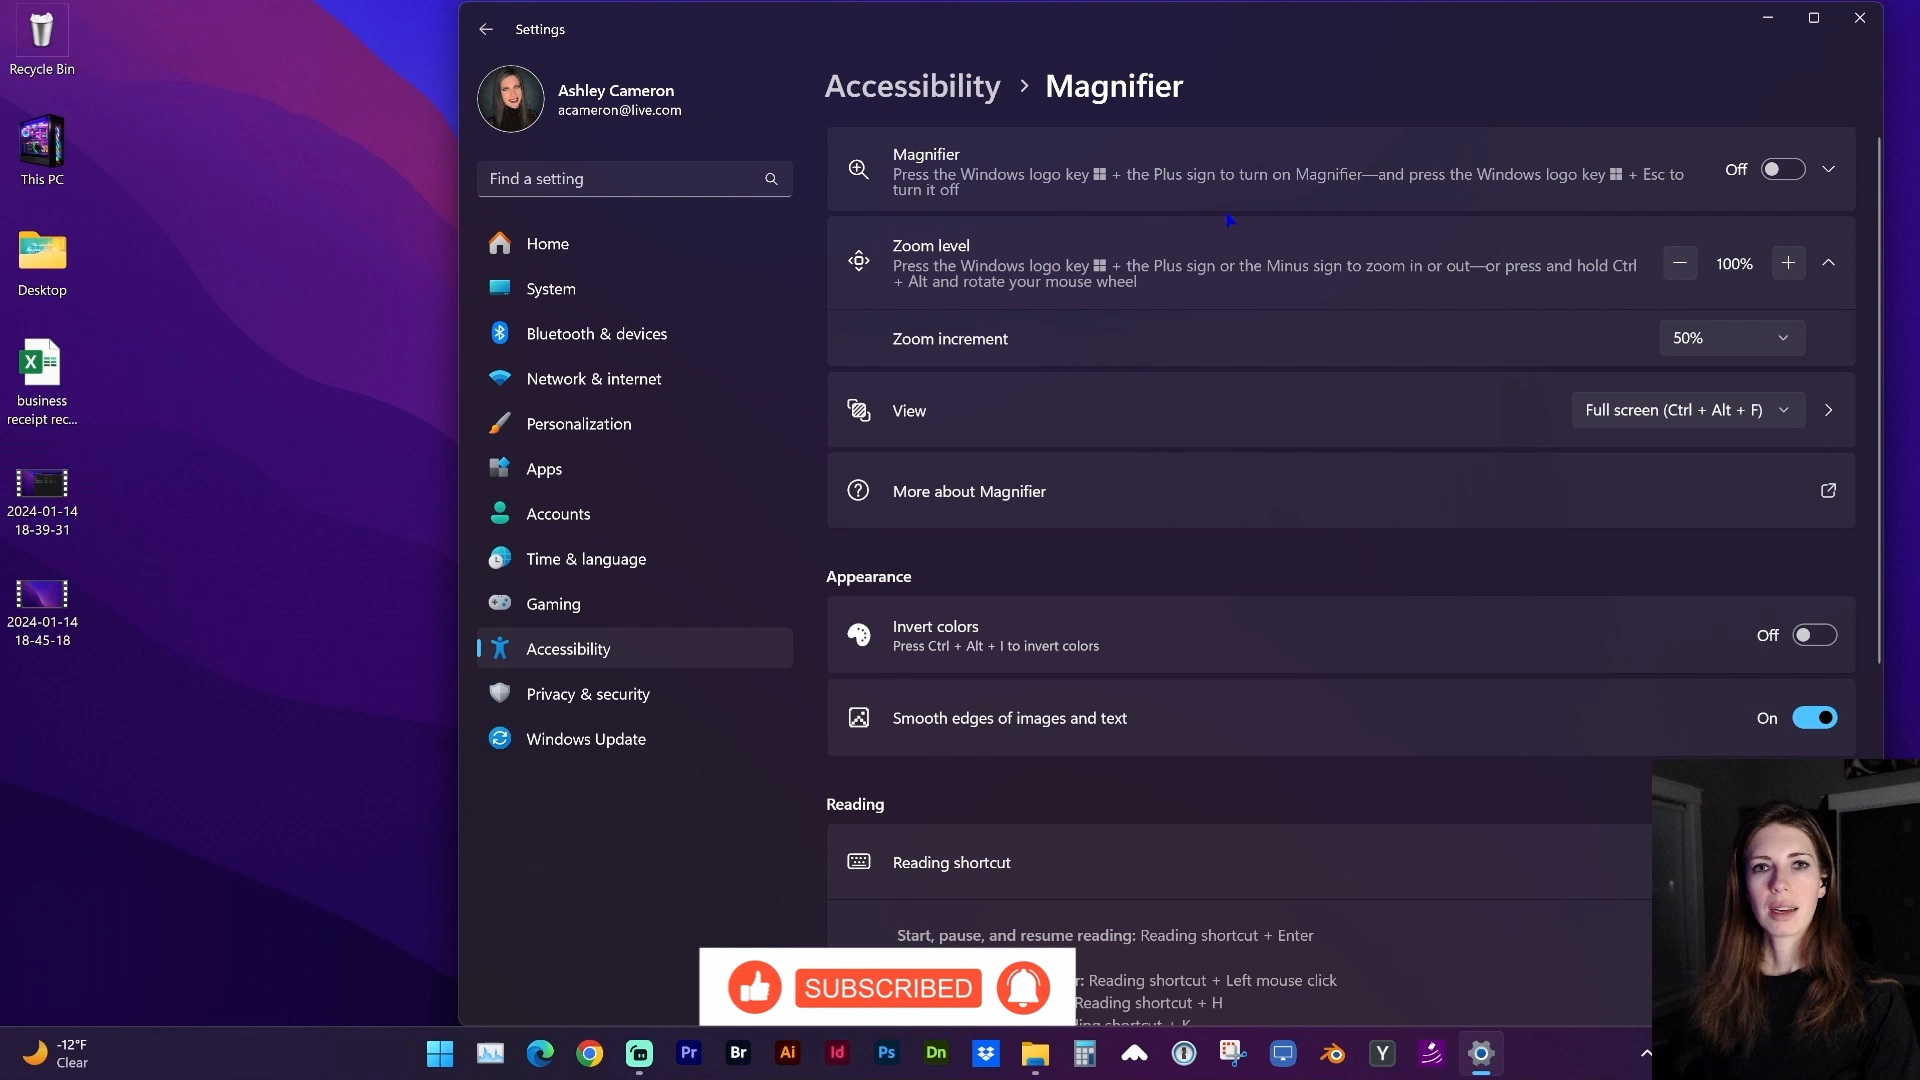 Recycle Bin
This PC
Desktop
business
receipt rec...
2024-01-14
18-39-31
2024-01-14
18-45-18
Settings
Ashley Cameron
acameron@live.com
Find a setting
Home
System
Bluetooth & devices
Network & internet
Personalization
Apps
Accounts
Time & language
Gaming
Accessibility
Privacy & security
Windows Update
Accessibility > Magnifier
Magnifier
Press the Windows logo key + the Plus sign to turn on Magnifier—and press the Windows logo key + Esc to
turn it off
Off
Zoom level
Press the Windows logo key + the Plus sign or the Minus sign to zoom in or out—or press and hold Ctrl
+ Alt and rotate your mouse wheel
100%
Zoom increment
50%
View
Full screen (Ctrl + Alt + F)
More about Magnifier
Appearance
Invert colors
Press Ctrl + Alt + I to invert colors
Off
Smooth edges of images and text
On
Reading
Reading shortcut
Start, pause, and resume reading: Reading shortcut + Enter
r: Reading shortcut + Left mouse click
Reading shortcut + H
ding shortcut + K
SUBSCRIBED
-12°F
Clear
Pr
Br
Ai
Id
Ps
Dn
Y